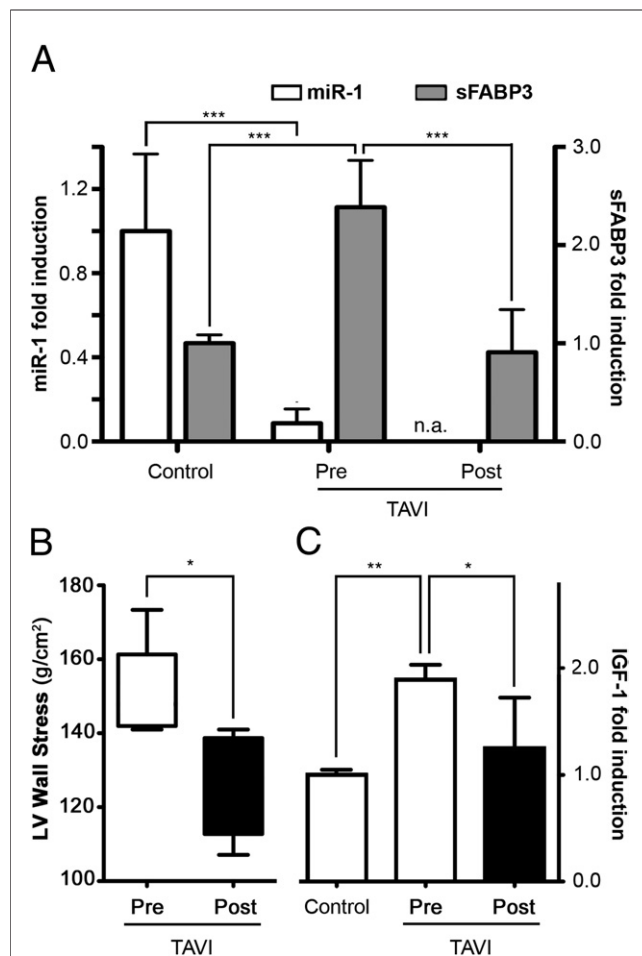 A
miR-1 sFABP3
*** *** ***
miR-1 fold induction
1.2
0.8
0.4
0.0
3.0
2.0
1.0
0.0
sFABP3 fold induction
n.a.
Control Pre Post
TAVI
B
*
LV Wall Stress (g/cm²)
180
160
140
120
100
Pre Post
TAVI
C
** *
2.0
1.0
0.0
IGF-1 fold induction
Control Pre Post
TAVI